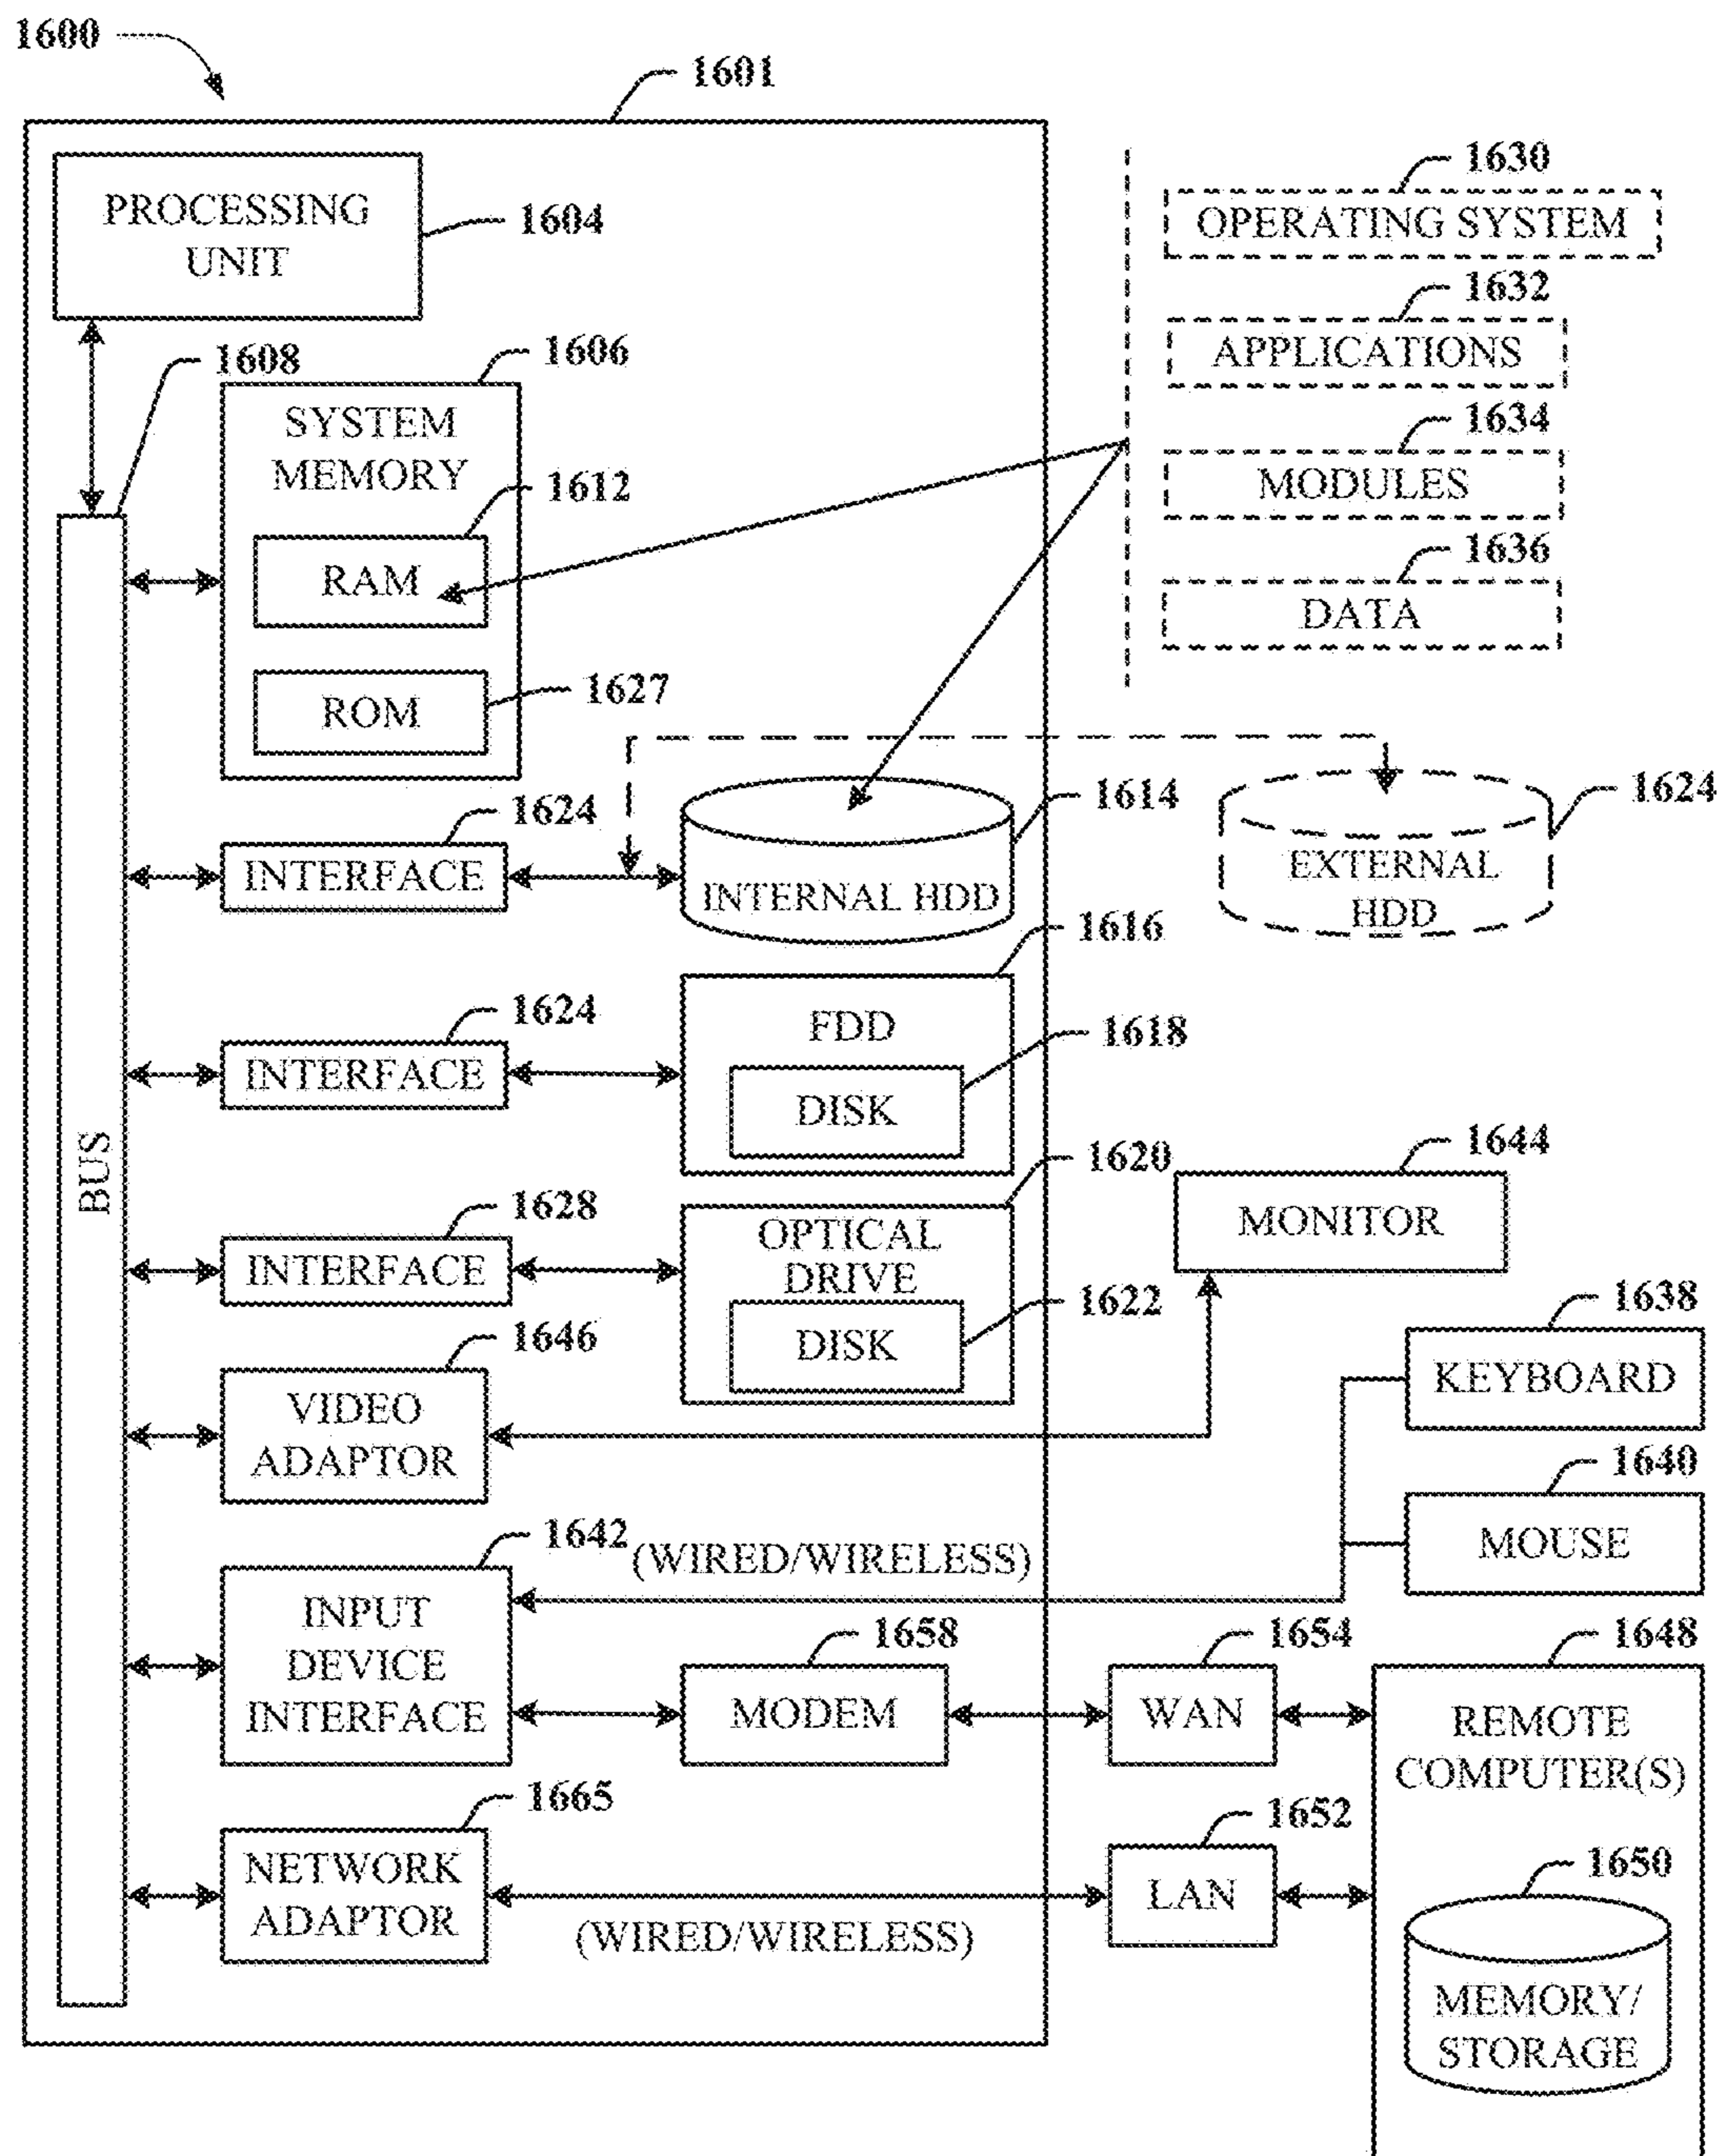 1600
1601
PROCESSING
UNIT
1604
1630
OPERATING SYSTEM
1632
APPLICATIONS
1634
MODULES
1636
DATA
1608
1606
SYSTEM
MEMORY
1612
RAM
ROM
1627
1624
INTERFACE
1614
INTERNAL HDD
1624
EXTERNAL
HDD
1624
INTERFACE
1616
FDD
1618
DISK
BUS
1628
INTERFACE
1620
OPTICAL
DRIVE
1622
DISK
1644
MONITOR
1646
VIDEO
ADAPTOR
1638
KEYBOARD
1640
MOUSE
1642
(WIRED/WIRELESS)
INPUT
DEVICE
INTERFACE
1658
MODEM
1654
WAN
1648
REMOTE
COMPUTER(S)
1665
NETWORK
ADAPTOR
(WIRED/WIRELESS)
1652
LAN
1650
MEMORY/
STORAGE